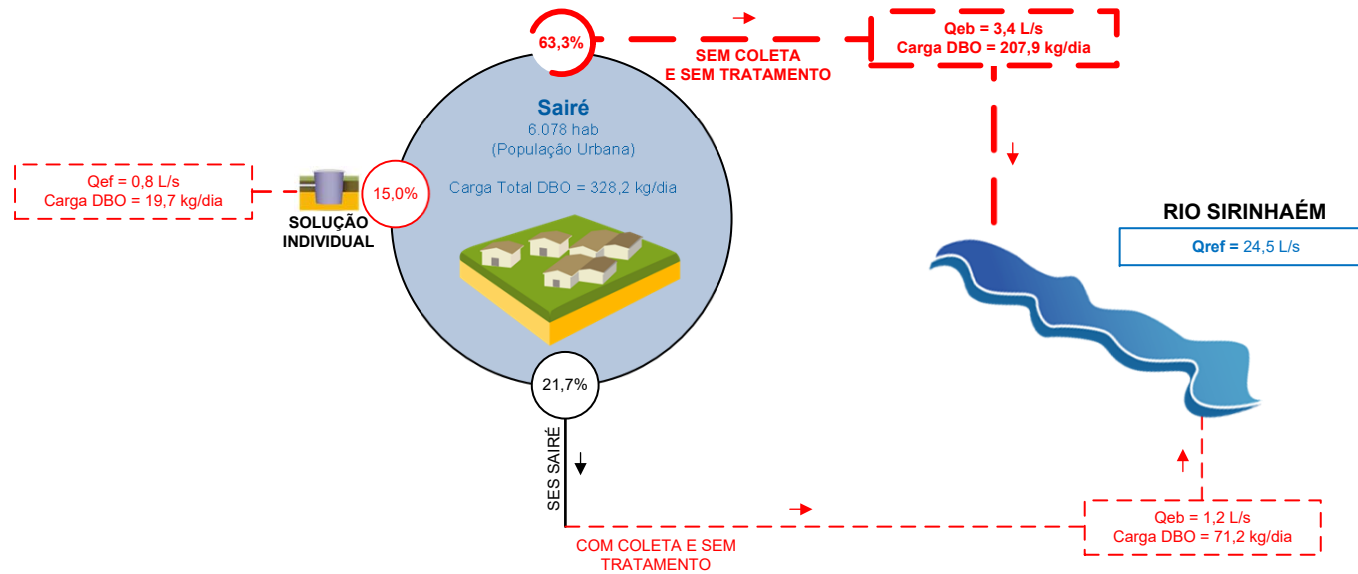 63,3%
SEM COLETA
E SEM TRATAMENTO
Qeb = 3,4 L/s
Carga DBO = 207,9 kg/dia
Sairé
6.078 hab
(População Urbana)
Carga Total DBO = 328,2 kg/dia
Qef = 0,8 L/s
Carga DBO = 19,7 kg/dia
SOLUÇÃO
INDIVIDUAL
15,0%
RIO SIRINHAÉM
Qref = 24,5 L/s
21,7%
SES SAIRÉ
COM COLETA E SEM
TRATAMENTO
Qeb = 1,2 L/s
Carga DBO = 71,2 kg/dia